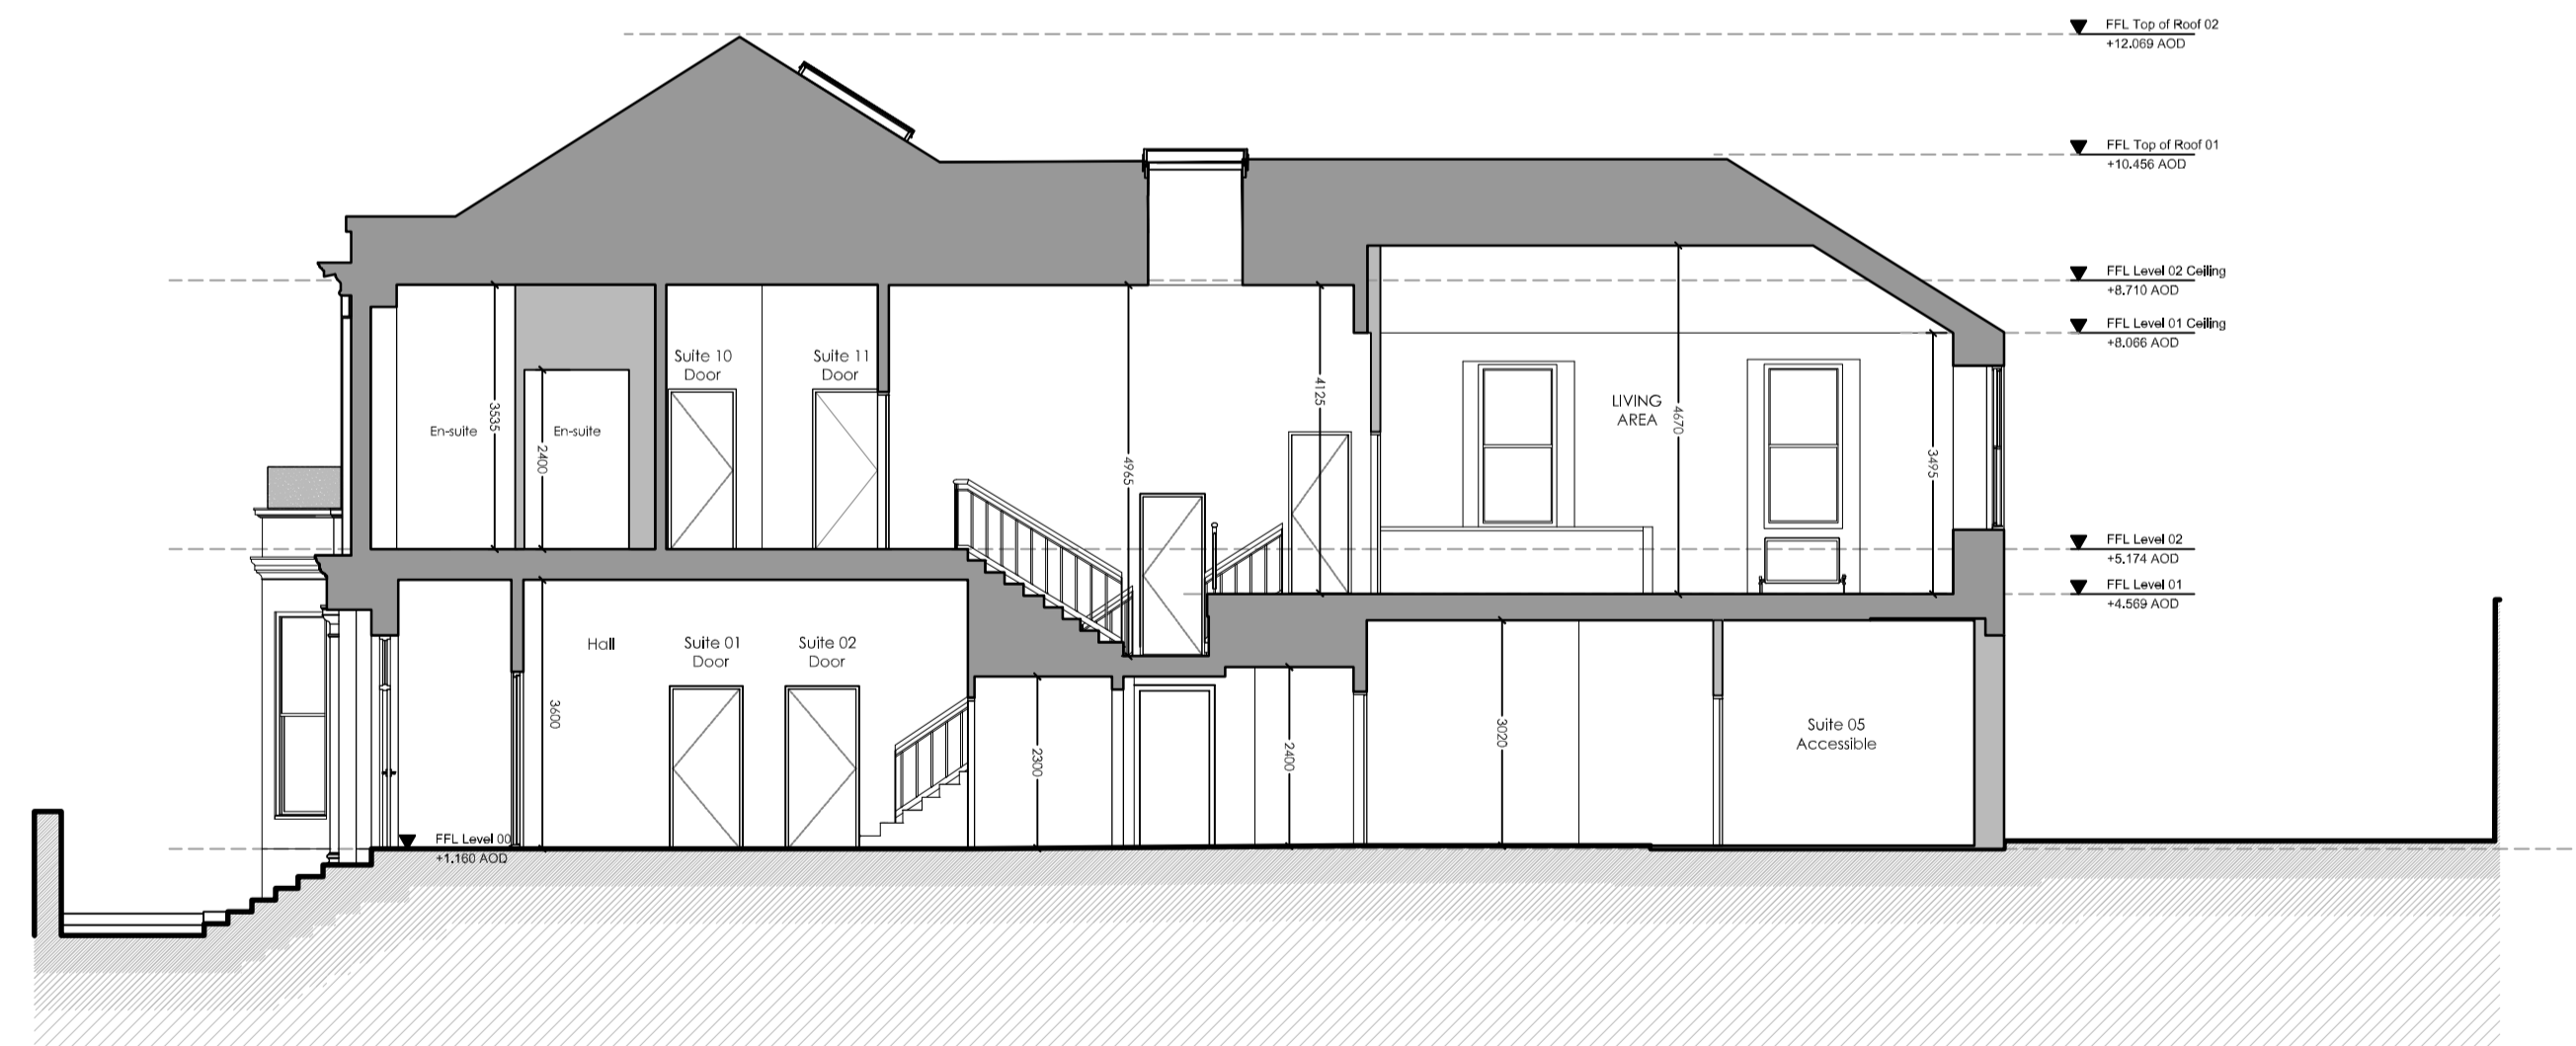 FFL Top of Roof 02
+12.069 AOD
FFL Top of Roof 01
+10.456 AOD
FFL Level 02 Ceiling
+8.710 AOD
FFL Level 01 Ceiling
+8.066 AOD
Suite 10
Door
Suite 11
Door
En-suite
3535
En-suite
2400
4965
4125
LIVING
AREA
4670
3495
FFL Level 02
+5.174 AOD
FFL Level 01
+4.569 AOD
Hall
3600
Suite 01
Door
Suite 02
Door
2300
2400
3020
Suite 05
Accessible
FFL Level 00
+1.160 AOD